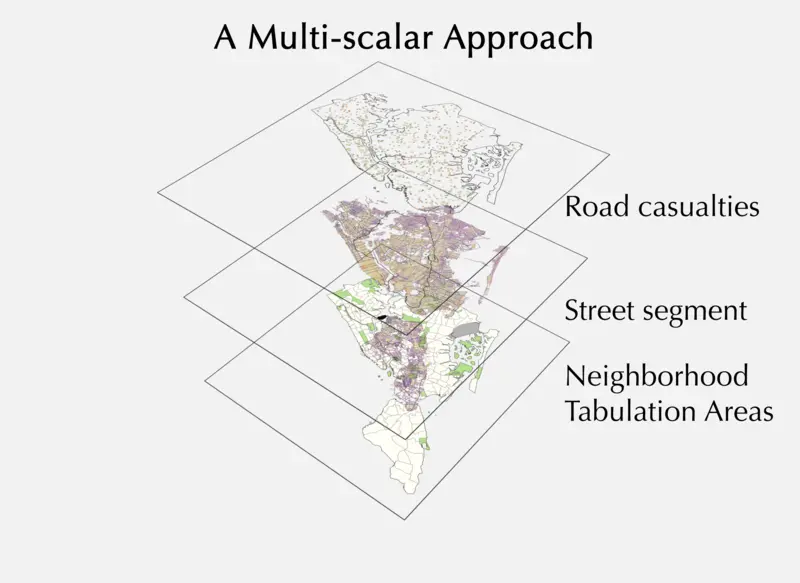 A Multi-scalar Approach
Road casualties
Street segment
Neighborhood
Tabulation Areas